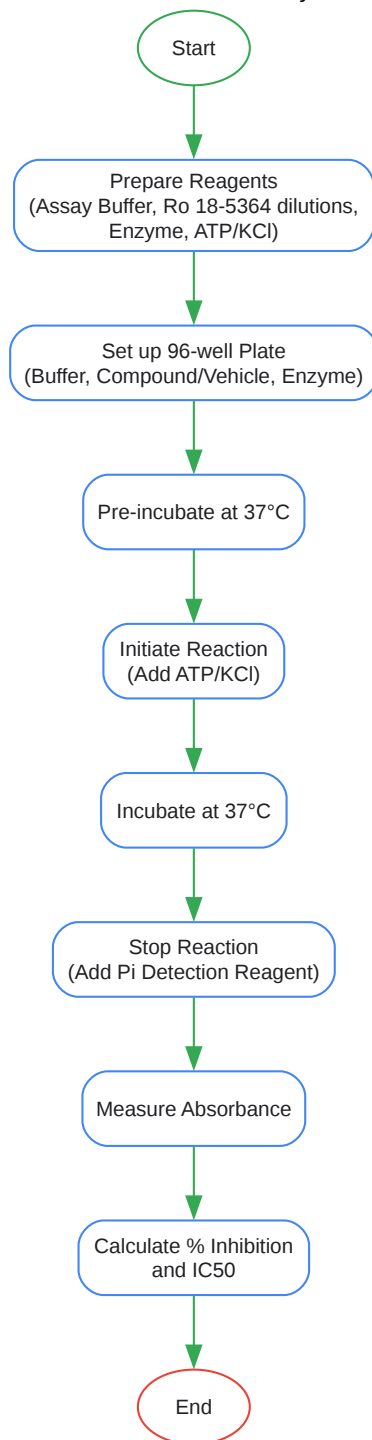 Start
Prepare Reagents
(Assay Buffer, Ro 18-5364 dilutions,
Enzyme, ATP/KCl)
Set up 96-well Plate
(Buffer, Compound/Vehicle, Enzyme)
Pre-incubate at 37°C
Initiate Reaction
(Add ATP/KCl)
Incubate at 37°C
Stop Reaction
(Add Pi Detection Reagent)
Measure Absorbance
Calculate % Inhibition
and IC50
End